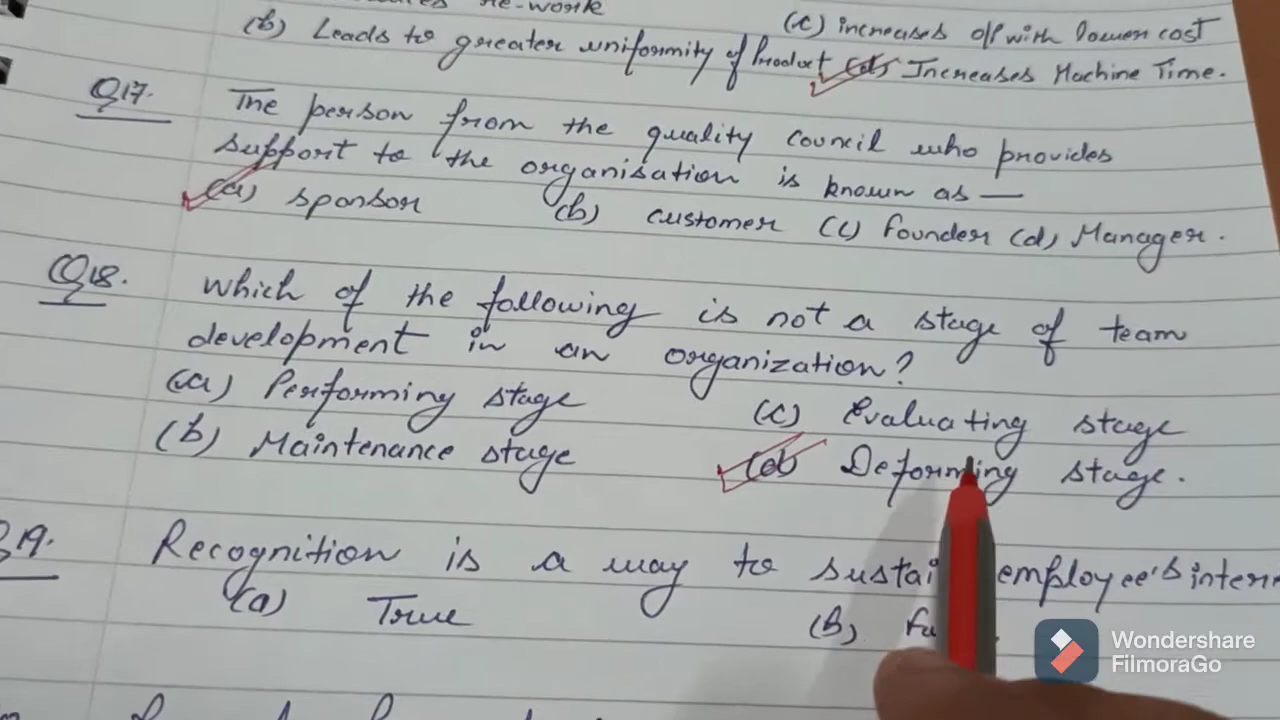 re-work
(b) Leads to greater uniformity of Product
(c) increases o/p with lower cost
(d) Increases Machine Time.
Q17. The person from the quality council who provides
support to the organisation is known as —
(a) sponsor (b) customer (c) founder (d) Manager.
Q18. Which of the following is not a stage of team
development in an organization?
(a) Performing stage (c) Evaluating stage
(b) Maintenance stage (d) Deforming stage.
19. Recognition is a way to employee's
(a) True (b)
Wondershare
FilmoraGo